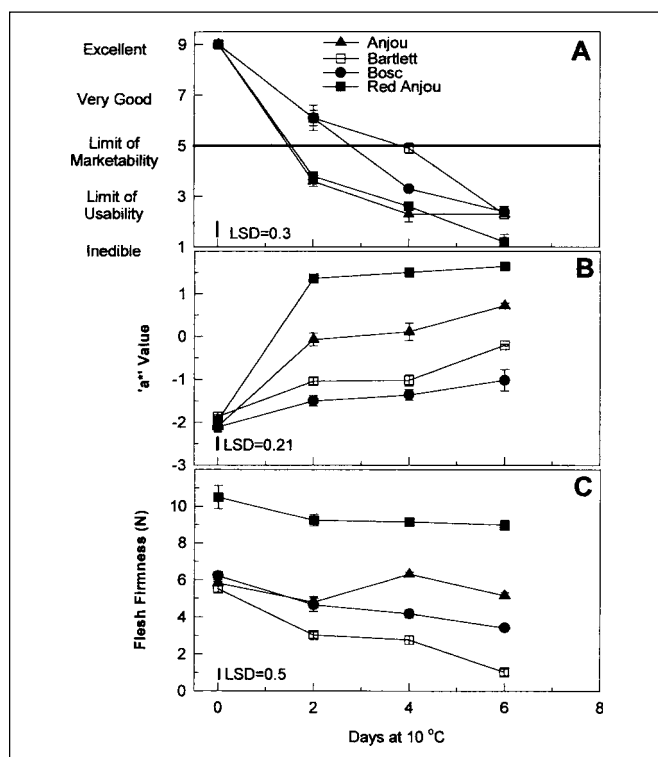 Excellent
Very Good
Limit of
Marketability
Limit of
Usability
Inedible
9
7
5
3
1
Anjou
Bartlett
Bosc
Red Anjou
A
LSD=0.3
'a*' Value
1
0
-1
-2
-3
B
LSD=0.21
Flesh Firmness (N)
10
8
6
4
2
0
C
LSD=0.5
0 2 4 6 8
Days at 10 °C